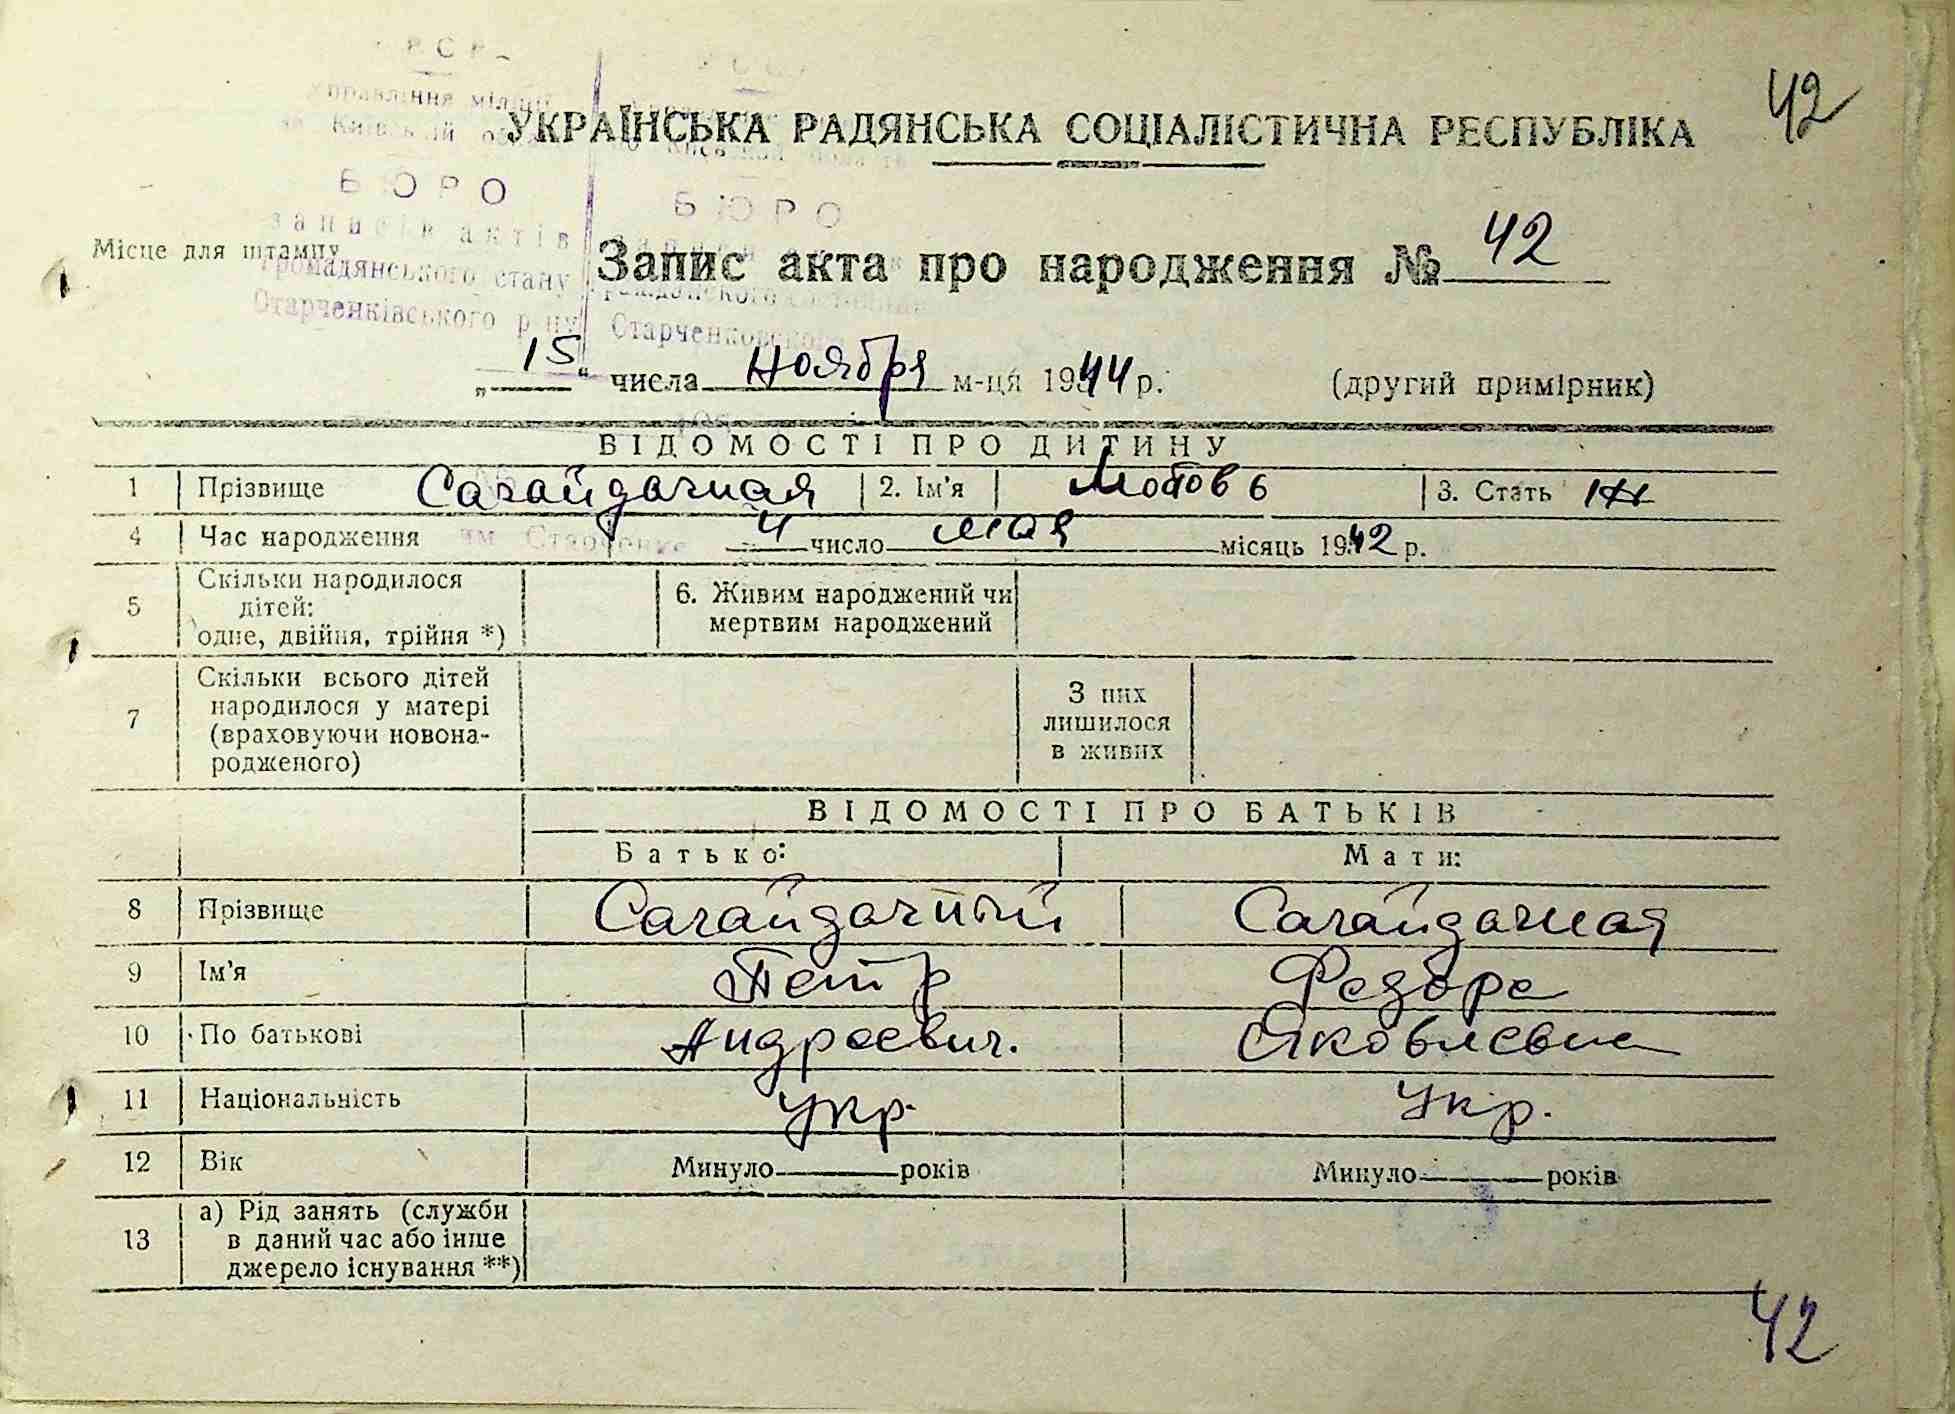 42
УКРАЇНСЬКА РАДЯНСЬКА СОЦІАЛІСТИЧНА РЕСПУБЛІКА
Управління міліції
БЮРО БЮРО
записів актів
Місце для штампу
громадянського стану
Запис акта про народження № 42
Старченківського р-ну Старченковского
„15“ числа ноября м-ця 1944 р. (другий примірник)
ВІДОМОСТІ ПРО ДИТИНУ
1 Прізвище Сагайдачная 2. Ім’я Любовь 3. Стать ж
4 Час народження 4 число мая місяць 1942 р.
5 Скільки народилося дітей: одне, двійня, трійня *) 6. Живим народжений чи мертвим народжений
7 Скільки всього дітей народилося у матері (враховуючи новона-родженого) З них лишилося в живих
ВІДОМОСТІ ПРО БАТЬКІВ
Батько: Мати:
8 Прізвище Сагайдачный Сагайдачная
9 Ім’я Петр Федора
10 По батькові Андреевич. Яковлевна
11 Національність Укр. Укр.
12 Вік Минуло років Минуло років
13 а) Рід занять (служби в даний час або інше джерело існування **)
42